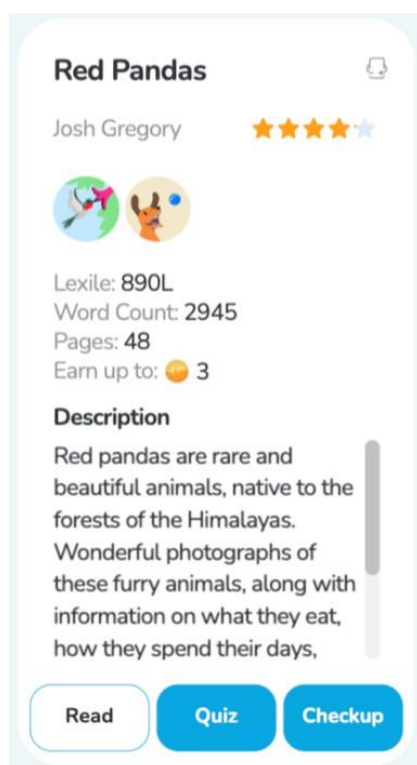 Red Pandas
Josh Gregory
Lexile: 890L
Word Count: 2945
Pages: 48
Earn up to: 3
Description
Red pandas are rare and
beautiful animals, native to the
forests of the Himalayas.
Wonderful photographs of
these furry animals, along with
information on what they eat,
how they spend their days,
Read
Quiz
Checkup